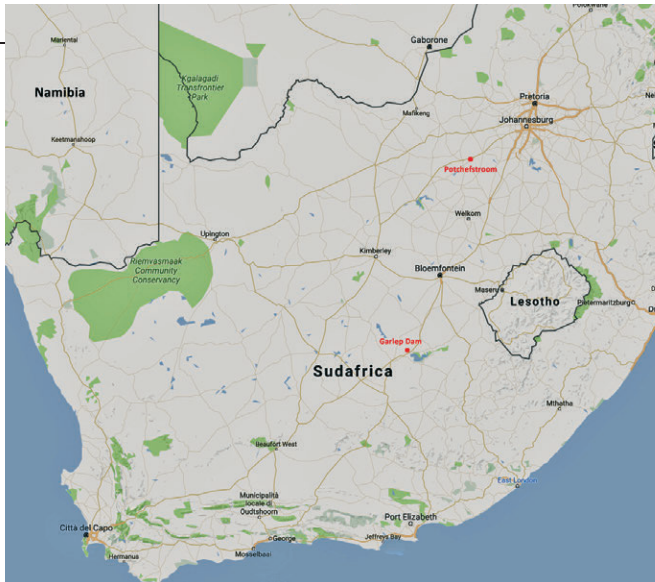 Polokwane
Mariental
Gaborone
Kgalagadi
Transfrontier
Park
Namibia
Pretoria
Mafikeng
Johannesburg
Keetmanshoop
Potchefstroom
Welkom
Upington
Kimberley
Riemvasmaak
Community
Conservancy
Bloemfontein
Maseru
Lesotho
Pietermaritzburg
Gariep Dam
Sudafrica
Mthatha
Beaufort West
East London
Municipalità
locale di
Oudtshoorn
Port Elizabeth
Città del Capo
George
Jeffreys Bay
Mosselbaai
Hermanus